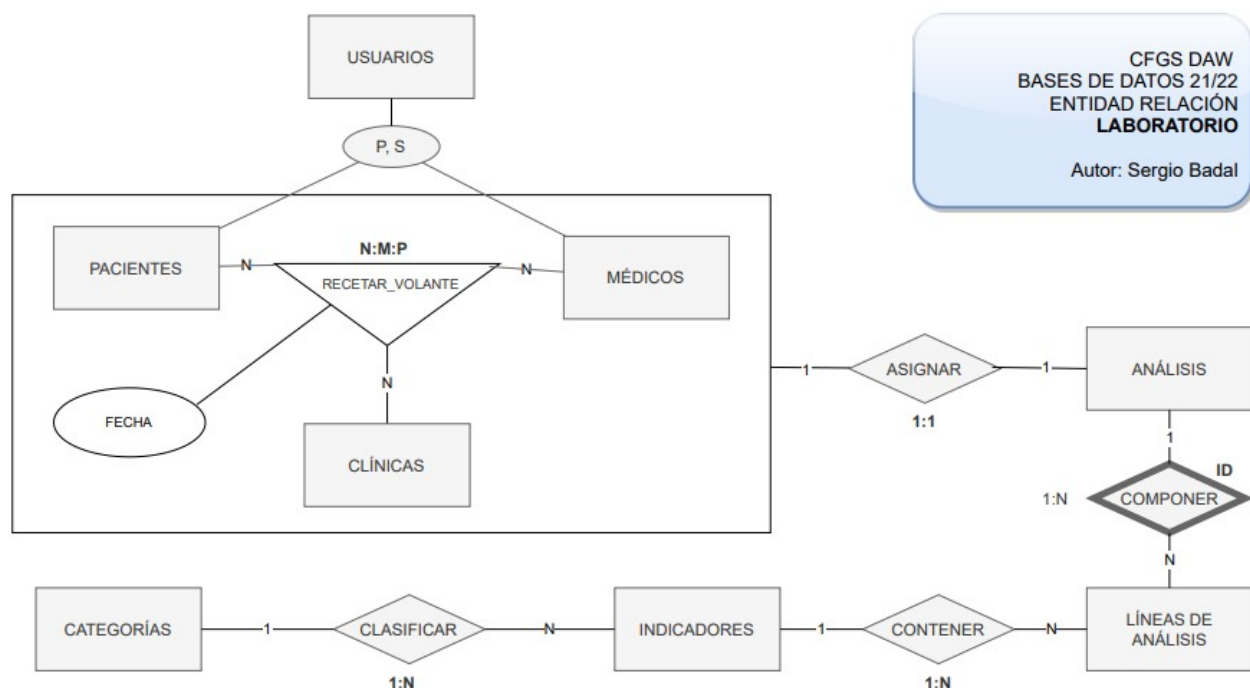 USUARIOS
CFGS DAW
BASES DE DATOS 21/22
ENTIDAD RELACIÓN
LABORATORIO
Autor: Sergio Badal
P, S
PACIENTES
N
N:M:P
RECETAR_VOLANTE
N
MÉDICOS
N
FECHA
CLÍNICAS
1
ASIGNAR
1:1
1
ANÁLISIS
1
ID
1:N
COMPONER
N
CATEGORÍAS
1
CLASIFICAR
1:N
N
INDICADORES
1
CONTENER
1:N
N
LÍNEAS DE
ANÁLISIS